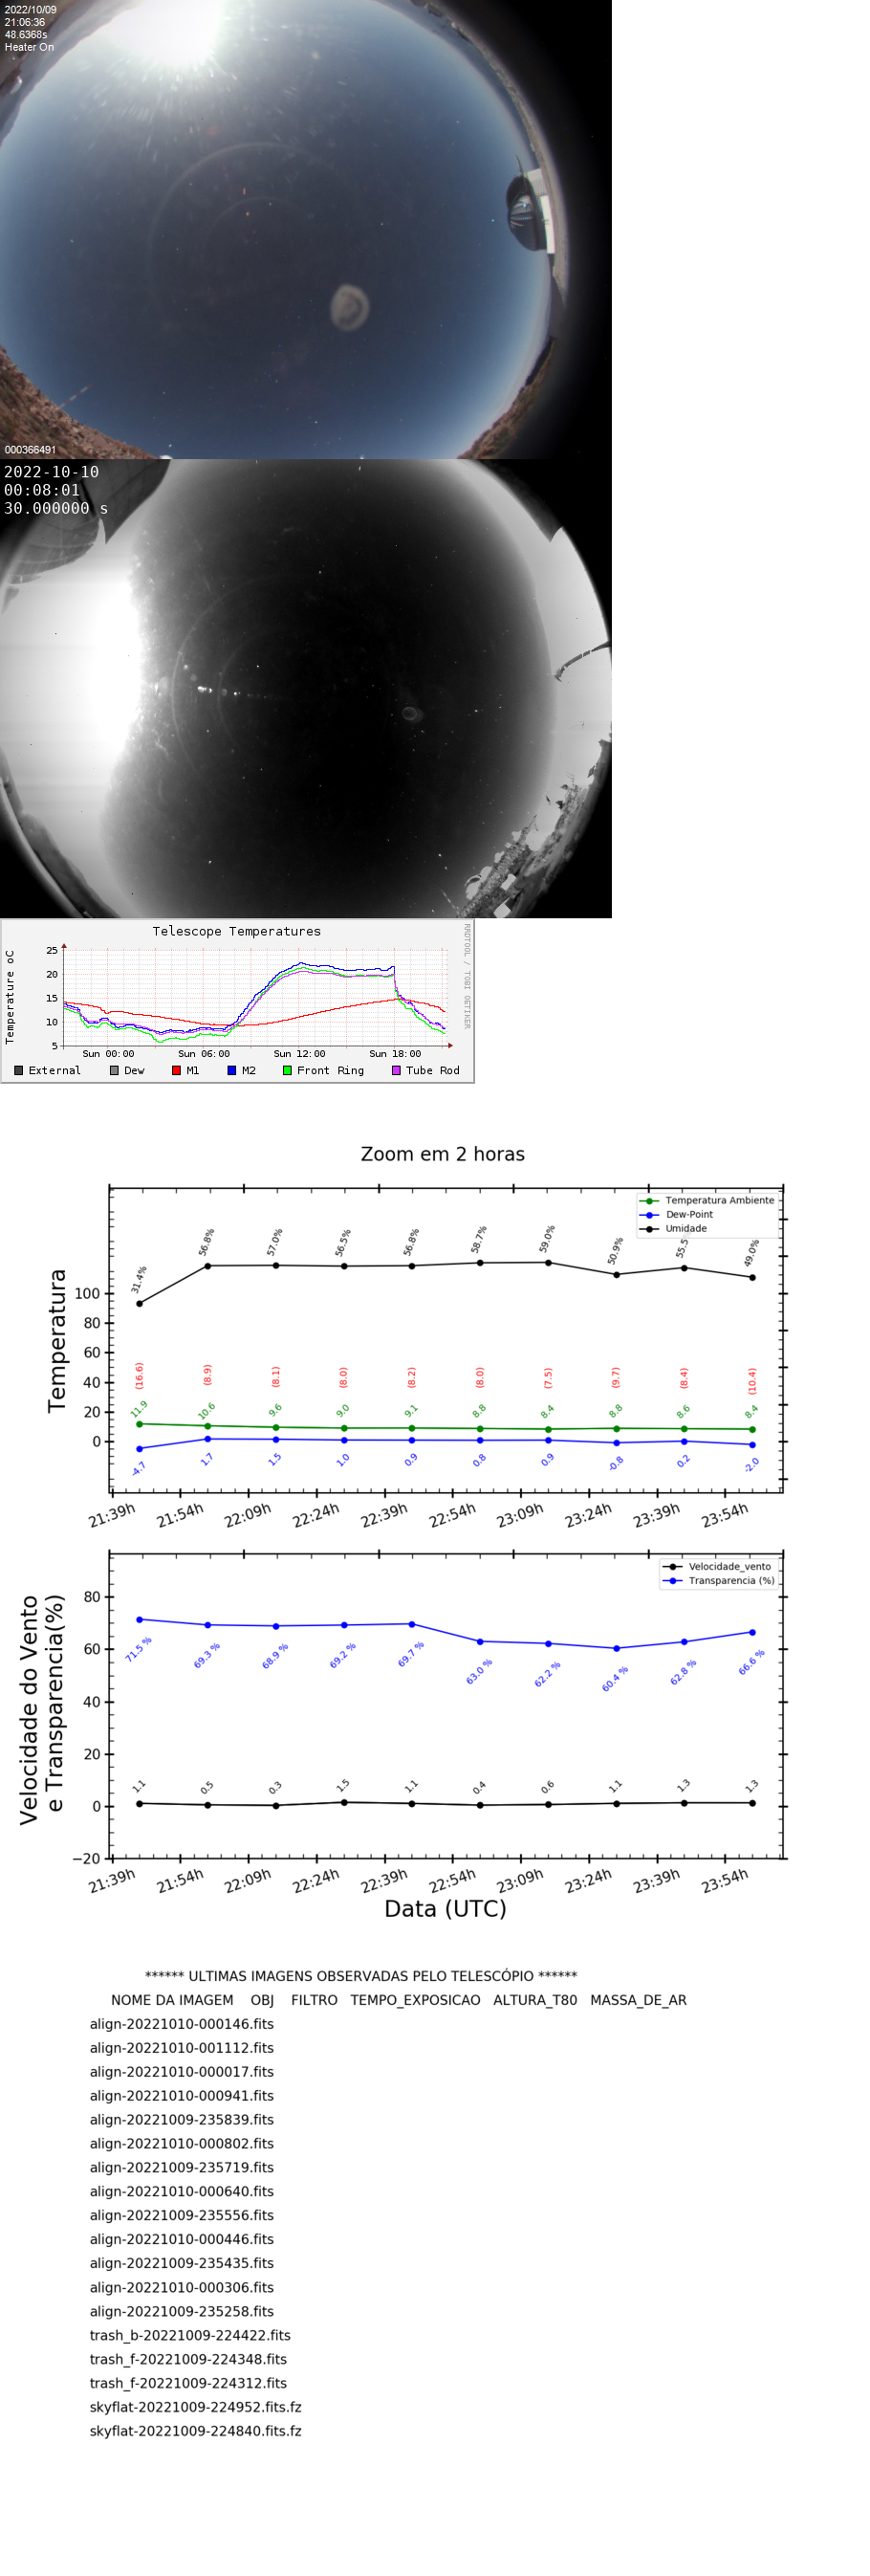 2022/10/09
21:06:36
48.6368s
Heater On
000366491
2022-10-10
00:08:01
30.000000 s
Telescope Temperatures
RRDTOOL / TOBI OETIKER
Temperature oC
25
20
15
10
5
Sun 00:00 Sun 06:00 Sun 12:00 Sun 18:00
External Dew M1 M2 Front Ring Tube Rod
Zoom em 2 horas
Temperatura Ambiente
Dew-Point
Umidade
31.4% 56.8% 57.0% 56.5% 56.8% 58.7% 59.0% 50.9% 55.5 49.0%
Temperatura
100
80
60
40
20
0
(16.6) (8.9) (8.1) (8.0) (8.2) (8.0) (7.5) (9.7) (8.4) (10.4)
11.9 10.6 9.6 9.0 9.1 8.8 8.4 8.8 8.6 8.4
-4.7 1.7 1.5 1.0 0.9 0.8 0.9 -0.8 0.2 -2.0
21:39h 21:54h 22:09h 22:24h 22:39h 22:54h 23:09h 23:24h 23:39h 23:54h
Velocidade_vento
Transparencia (%)
Velocidade do Vento
e Transparencia(%)
80
60
40
20
0
−20
71.5 % 69.3 % 68.9 % 69.2 % 69.7 % 63.0 % 62.2 % 60.4 % 62.8 % 66.6 %
1.1 0.5 0.3 1.5 1.1 0.4 0.6 1.1 1.3 1.3
21:39h 21:54h 22:09h 22:24h 22:39h 22:54h 23:09h 23:24h 23:39h 23:54h
Data (UTC)
****** ULTIMAS IMAGENS OBSERVADAS PELO TELESCÓPIO ******
NOME DA IMAGEM OBJ FILTRO TEMPO_EXPOSICAO ALTURA_T80 MASSA_DE_AR
align-20221010-000146.fits
align-20221010-001112.fits
align-20221010-000017.fits
align-20221010-000941.fits
align-20221009-235839.fits
align-20221010-000802.fits
align-20221009-235719.fits
align-20221010-000640.fits
align-20221009-235556.fits
align-20221010-000446.fits
align-20221009-235435.fits
align-20221010-000306.fits
align-20221009-235258.fits
trash_b-20221009-224422.fits
trash_f-20221009-224348.fits
trash_f-20221009-224312.fits
skyflat-20221009-224952.fits.fz
skyflat-20221009-224840.fits.fz